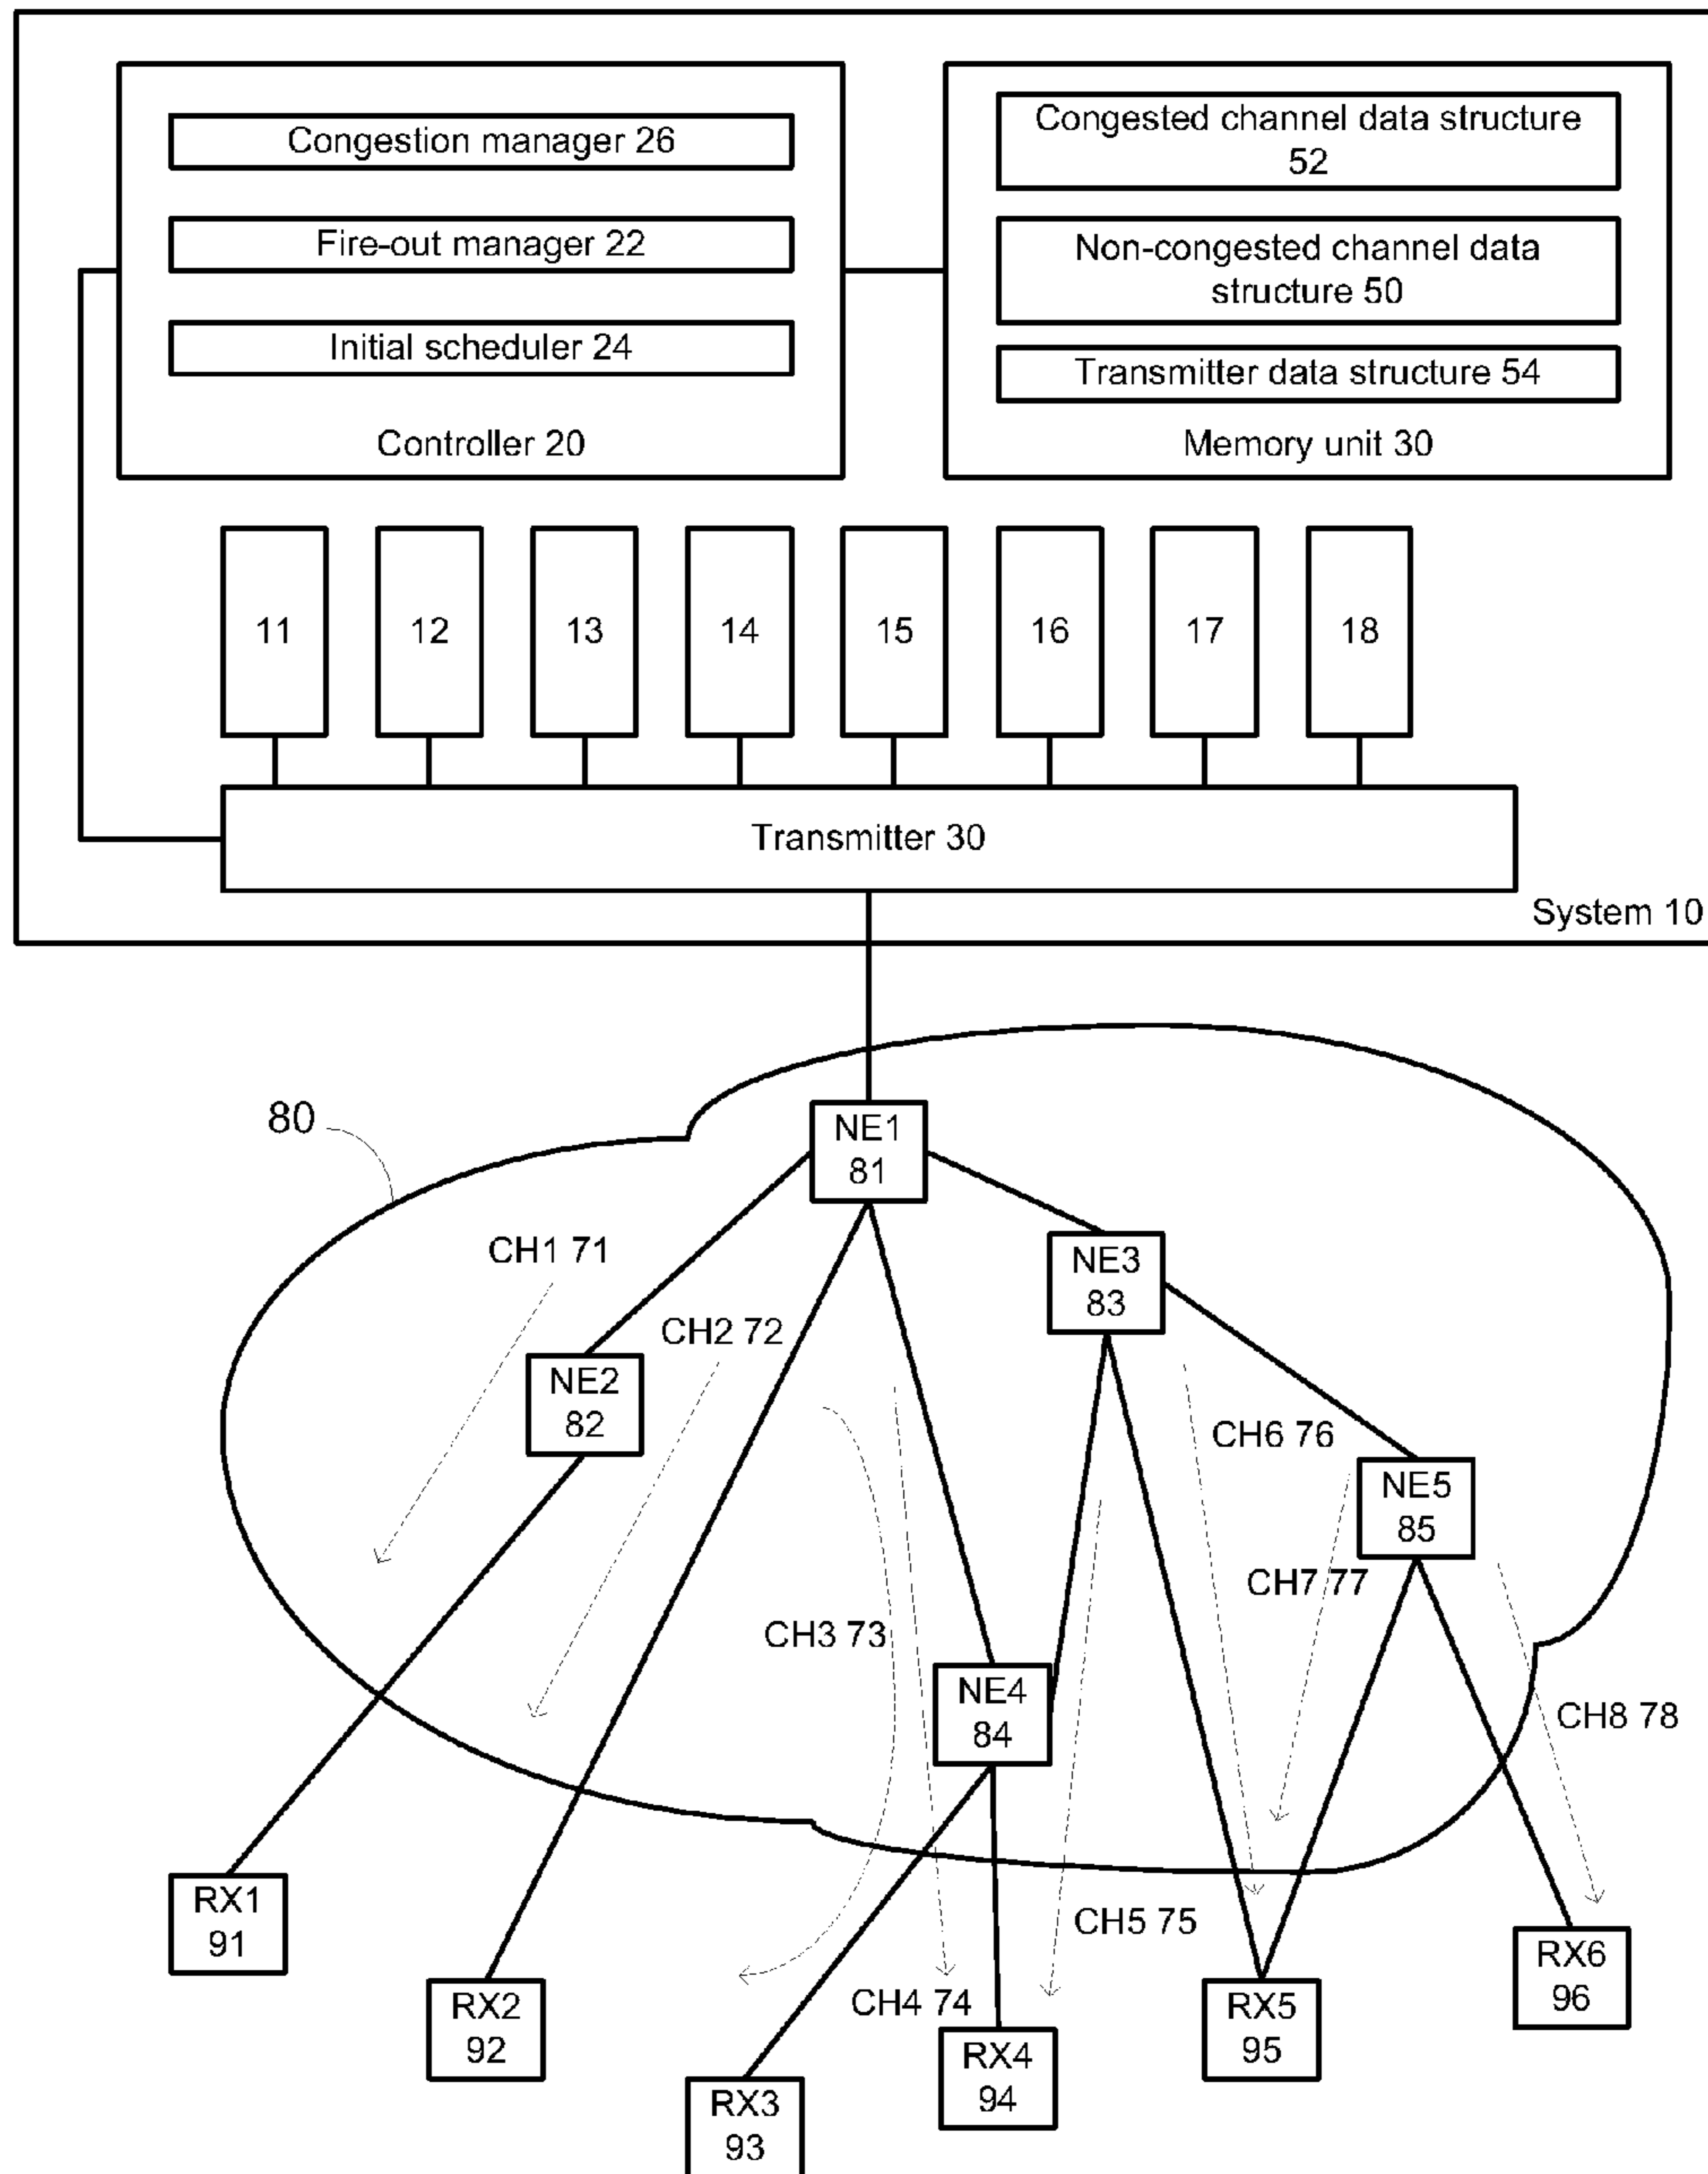 Congestion manager 26
Fire-out manager 22
Initial scheduler 24
Controller 20
Congested channel data structure
52
Non-congested channel data
structure 50
Transmitter data structure 54
Memory unit 30
11
12
13
14
15
16
17
18
Transmitter 30
System 10
80
NE1
81
CH1 71
NE3
83
CH2 72
NE2
82
CH6 76
NE5
85
CH7 77
CH3 73
NE4
84
CH8 78
RX1
91
CH5 75
RX2
92
CH4 74
RX5
95
RX6
96
RX4
94
RX3
93